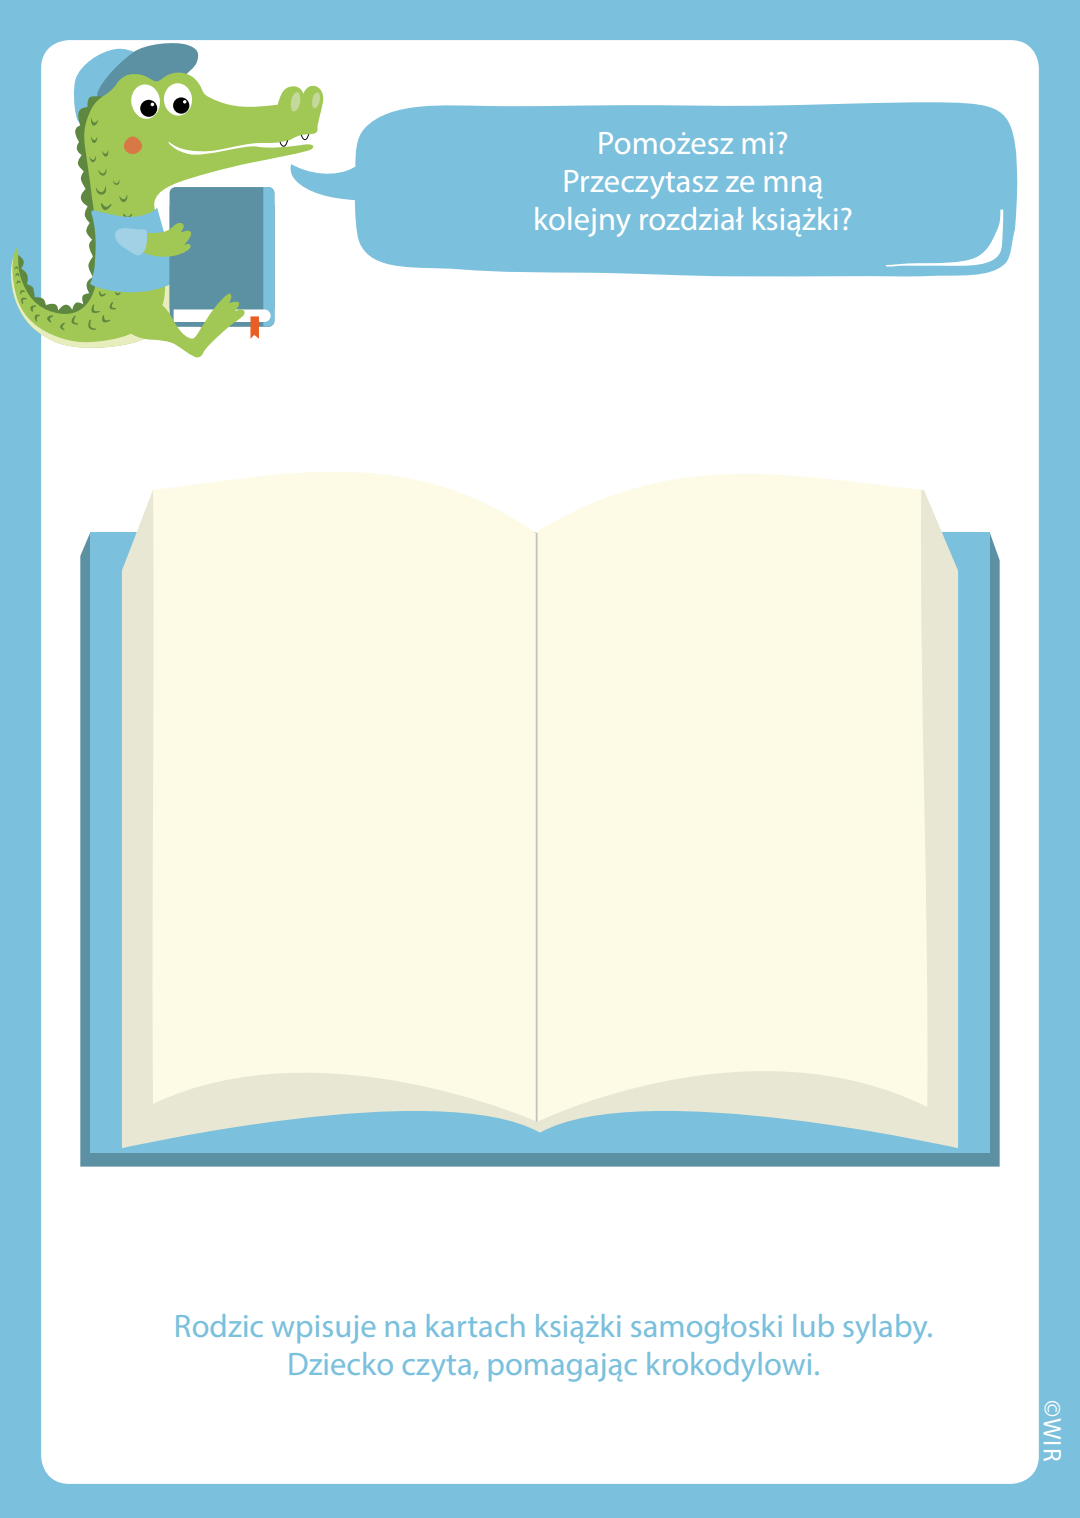 Pomożesz mi?
Przeczytasz ze mną
kolejny rozdział książki?
Rodzic wpisuje na kartach książki samogłoski lub sylaby.
Dziecko czyta, pomagając krokodylowi.
©WIR